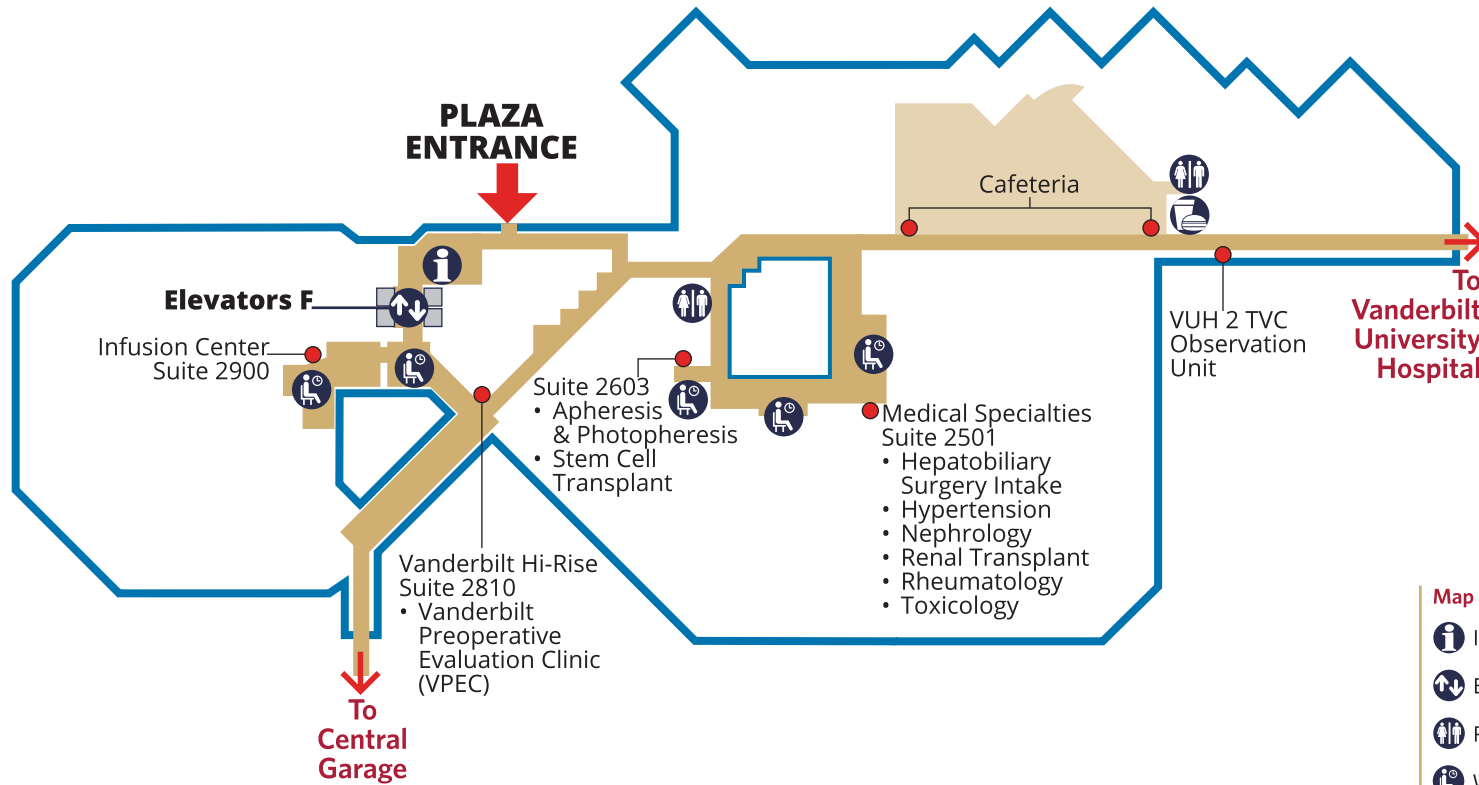 PLAZA
ENTRANCE
Cafeteria
Elevators F
Infusion Center
Suite 2900
Suite 2603
• Apheresis
& Photopheresis
• Stem Cell
Transplant
Medical Specialties
Suite 2501
• Hepatobiliary
Surgery Intake
• Hypertension
• Nephrology
• Renal Transplant
• Rheumatology
• Toxicology
VUH 2 TVC
Observation
Unit
To
Vanderbilt
University
Hospital
Vanderbilt Hi-Rise
Suite 2810
• Vanderbilt
Preoperative
Evaluation Clinic
(VPEC)
To
Central
Garage
Map